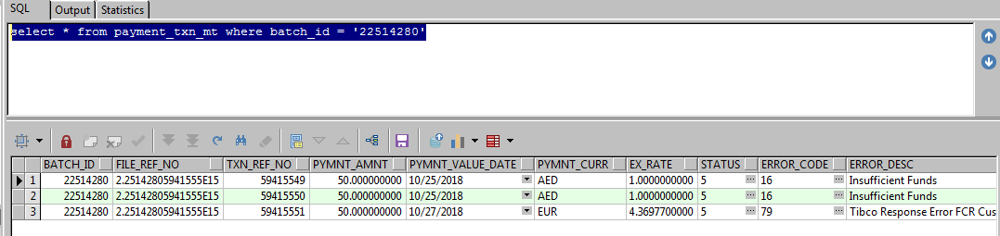 SQL Output Statistics
select * from payment_txn_mt where batch_id = '22514280'
BATCH_ID FILE_REF_NO TXN_REF_NO PYMNT_AMNT PYMNT_VALUE_DATE PYMNT_CURR EX_RATE STATUS ERROR_CODE ERROR_DESC
1 22514280 2.25142805941555E15 59415549 50.000000000 10/25/2018 AED 1.0000000000 5 16 Insufficient Funds
2 22514280 2.25142805941555E15 59415550 50.000000000 10/25/2018 AED 1.0000000000 5 16 Insufficient Funds
3 22514280 2.25142805941555E15 59415551 50.000000000 10/27/2018 EUR 4.3697700000 5 79 Tibco Response Error FCR Cus